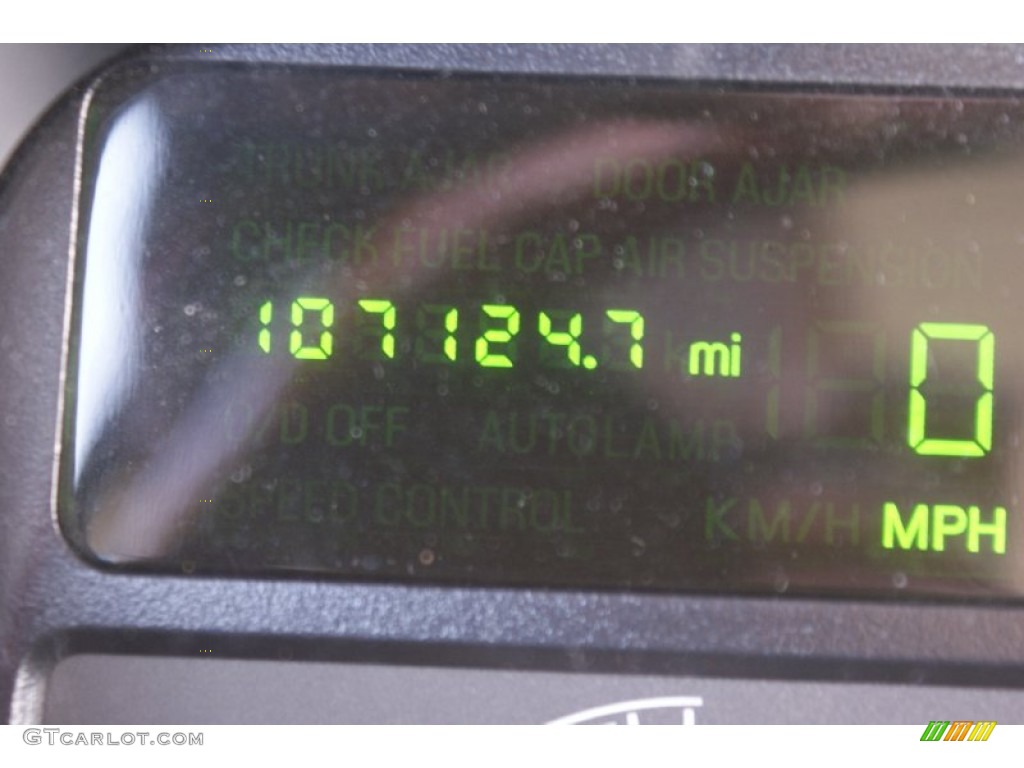 TRUNK AJAR DOOR AJAR
CHECK FUEL CAP AIR SUSPENSION
107124.7 mi 0
O/D OFF AUTOLAMP
SPEED CONTROL KM/H MPH
GTCARLOT.COM